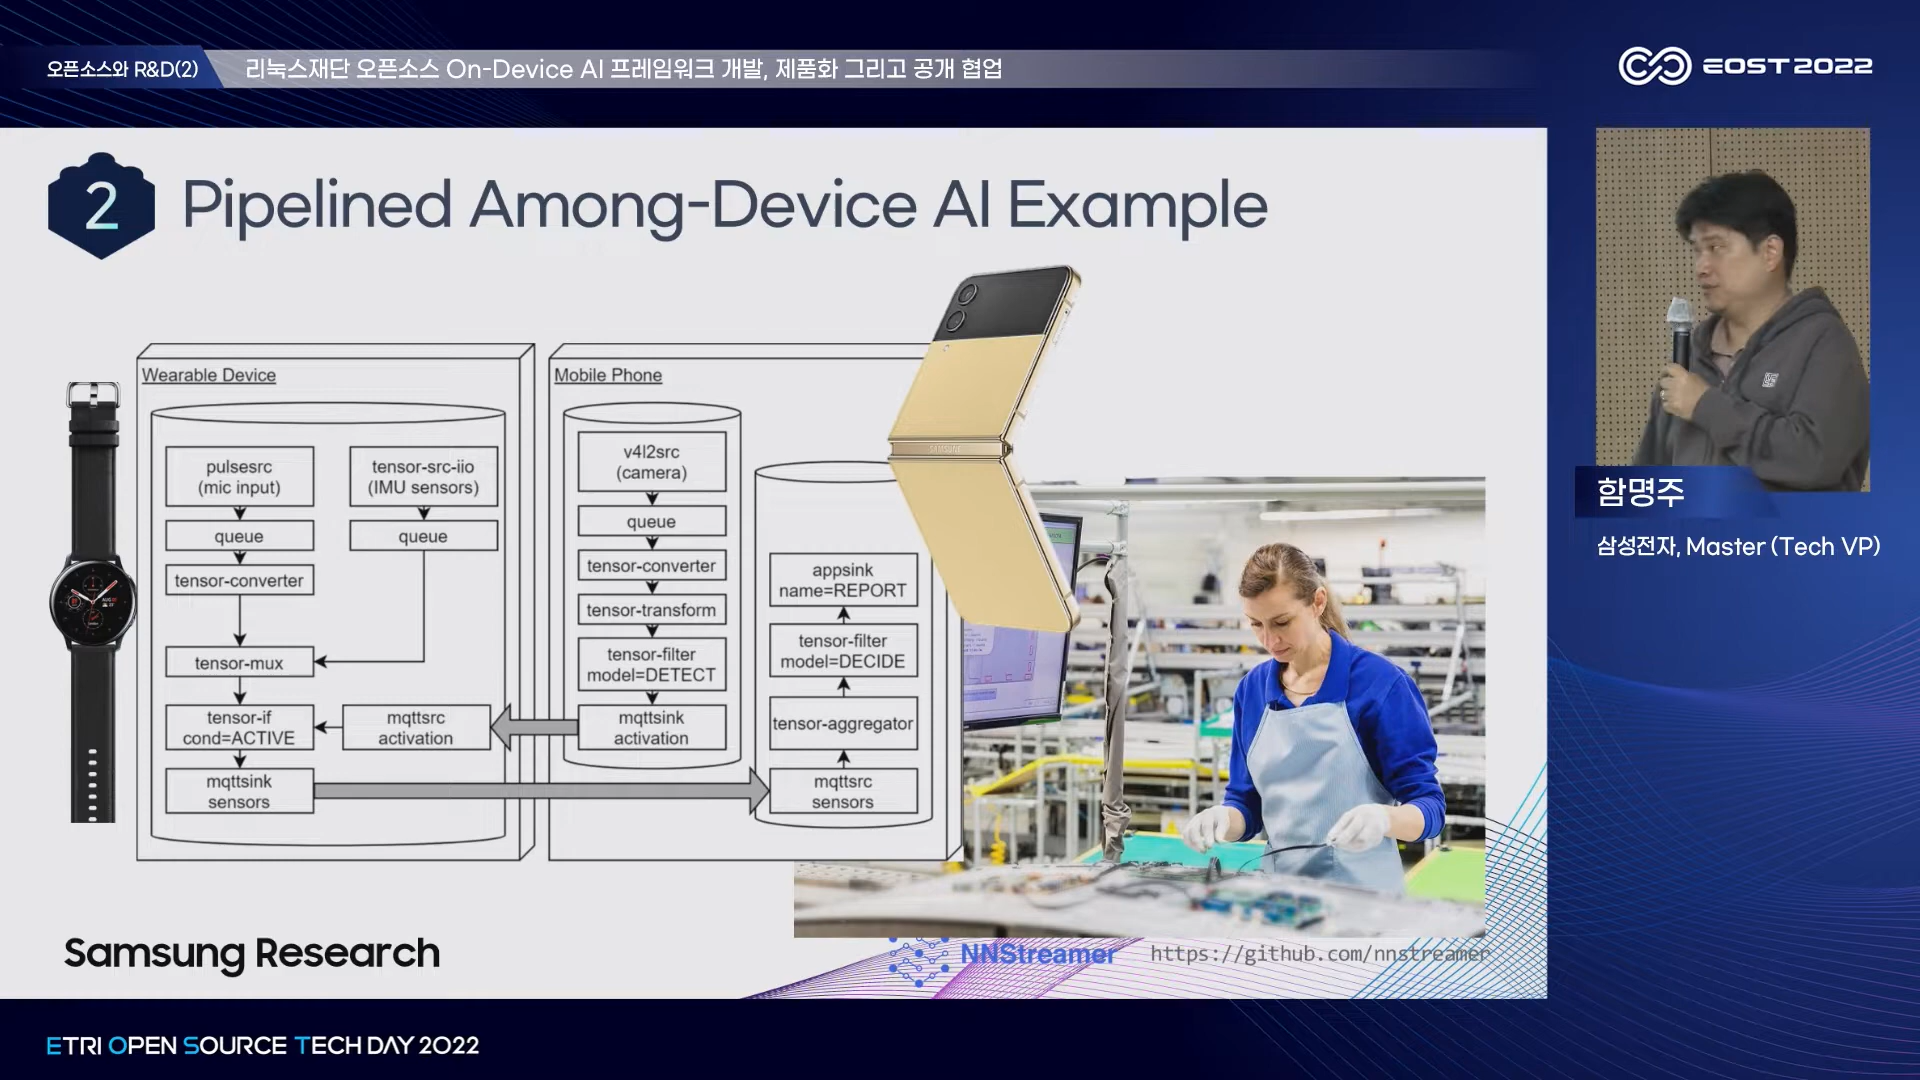 오픈소스와 R&D(2)
리눅스재단 오픈소스 On-Device AI 프레임워크 개발, 제품화 그리고 공개 협업
EOST 2022
2
Pipelined Among-Device AI Example
Wearable Device
pulsesrc
(mic input)
queue
tensor-converter
tensor-src-iio
(IMU sensors)
queue
tensor-mux
tensor-if
cond=ACTIVE
mqttsrc
activation
mqttsink
sensors
Mobile Phone
v4l2src
(camera)
queue
tensor-converter
tensor-transform
tensor-filter
model=DETECT
mqttsink
activation
appsink
name=REPORT
tensor-filter
model=DECIDE
tensor-aggregator
mqttsrc
sensors
함명주
삼성전자, Master (Tech VP)
Samsung Research
NNStreamer
https://github.com/nnstreamer
ETRI OPEN SOURCE TECH DAY 2022